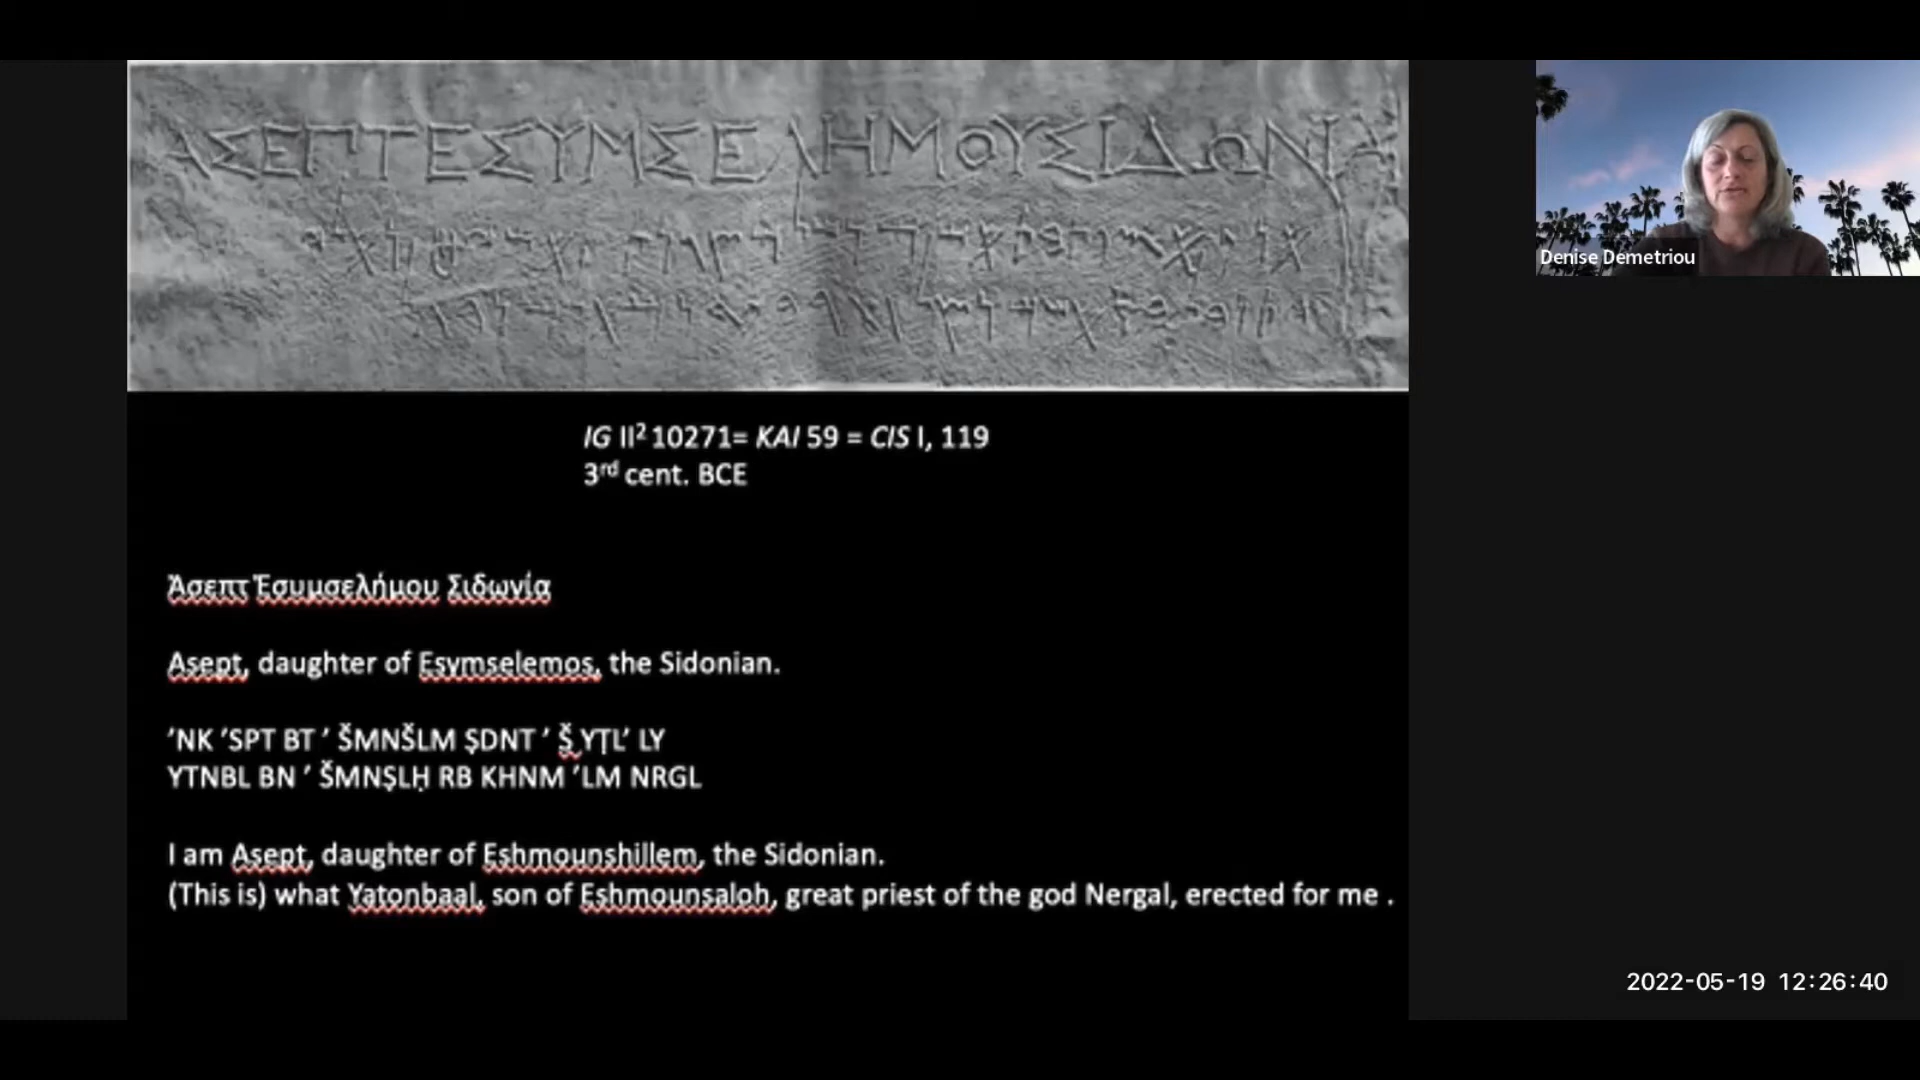 ΑΣΕΠΤΕΣΥΜΣΕΛΗΜΟΥΣΙΔΩΝΙΑ
IG II² 10271= KAI 59 = CIS I, 119
3rd cent. BCE
Ἀσεπτ Ἐσυμσελήμου Σιδωνία
Asept, daughter of Esymselemos, the Sidonian.
’NK ’SPT BT ’ ŠMNŠLM ṢDNT ’ Š YṬL’ LY
YTNBL BN ’ ŠMNṢLḤ RB KHNM ’LM NRGL
I am Asept, daughter of Eshmounshillem, the Sidonian.
(This is) what Yatonbaal, son of Eshmounsaloh, great priest of the god Nergal, erected for me .
Denise Demetriou
2022-05-19 12:26:40